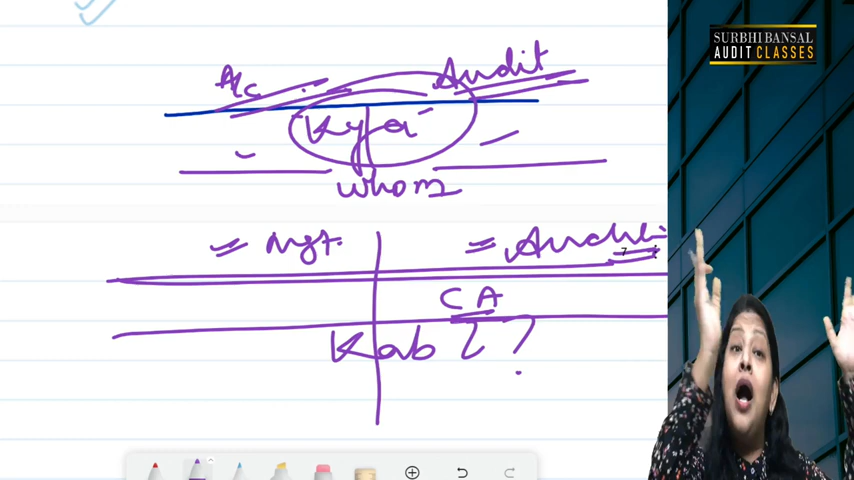 SURBHI BANSAL
AUDIT CLASSES
A/c Audit
Kya
whom
= Mgt. = Auditor
CA
Kab ??